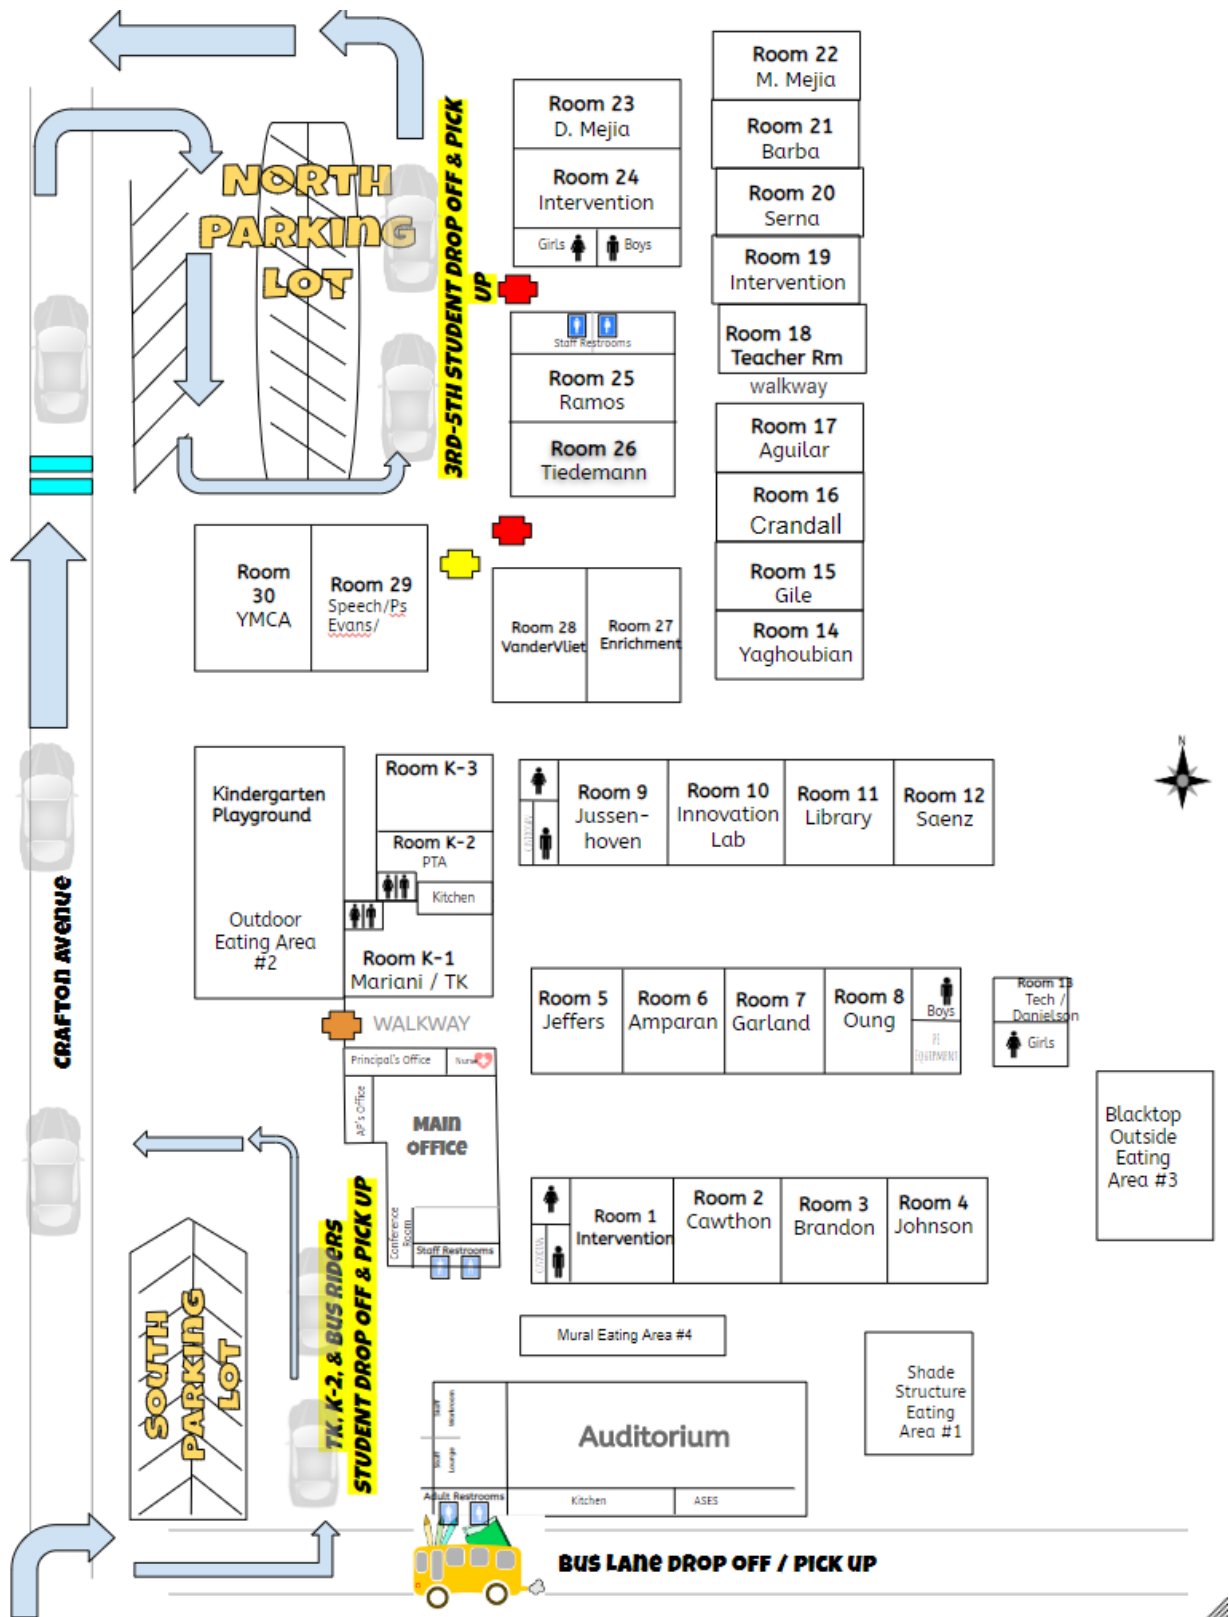 Room 22
M. Mejia
Room 21
Barba
Room 20
Serna
Room 19
Intervention
Room 18
Teacher Rm
walkway
Room 17
Aguilar
Room 16
Crandall
Room 15
Gile
Room 14
Yaghoubian
Room 23
D. Mejia
Room 24
Intervention
Girls
Boys
Staff Restrooms
Room 25
Ramos
Room 26
Tiedemann
NORTH
PARKING
LOT
3RD-5TH STUDENT DROP OFF & PICK
UP
Room
30
YMCA
Room 29
Speech/Ps
Evans/
Room 28
VanderVliet
Room 27
Enrichment
N
Kindergarten
Playground
Outdoor
Eating Area
#2
Room K-3
Room K-2
PTA
Kitchen
Room K-1
Mariani / TK
Room 9
Jussen-
hoven
Room 10
Innovation
Lab
Room 11
Library
Room 12
Saenz
CRAFTON AVENUE
WALKWAY
Room 5
Jeffers
Room 6
Amparan
Room 7
Garland
Room 8
Oung
Boys
PE
EQUIPMENT
Room 13
Tech /
Danielson
Girls
Principal's Office
Nurse
AP's Office
MAIN
OFFICE
Conference
Room
Staff Restrooms
Blacktop
Outside
Eating
Area #3
Room 1
Intervention
Room 2
Cawthon
Room 3
Brandon
Room 4
Johnson
TK, K-2, & BUS RIDERS
STUDENT DROP OFF & PICK UP
SOUTH
PARKING
LOT
Mural Eating Area #4
Shade
Structure
Eating
Area #1
Staff
Workroom
Staff
Lounge
Auditorium
Adult Restrooms
Kitchen
ASES
BUS LANE DROP OFF / PICK UP